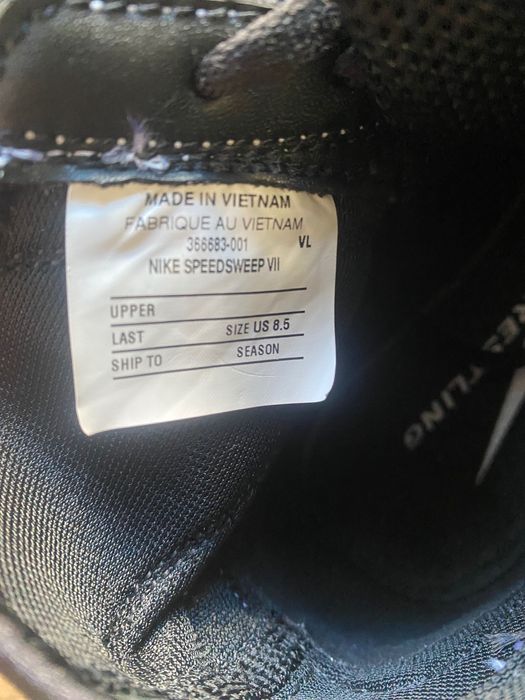 MADE IN VIETNAM
FABRIQUE AU VIETNAM
366683-001 VL
NIKE SPEEDSWEEP VII
UPPER
LAST SIZE US 8.5
SHIP TO SEASON
RESTLING